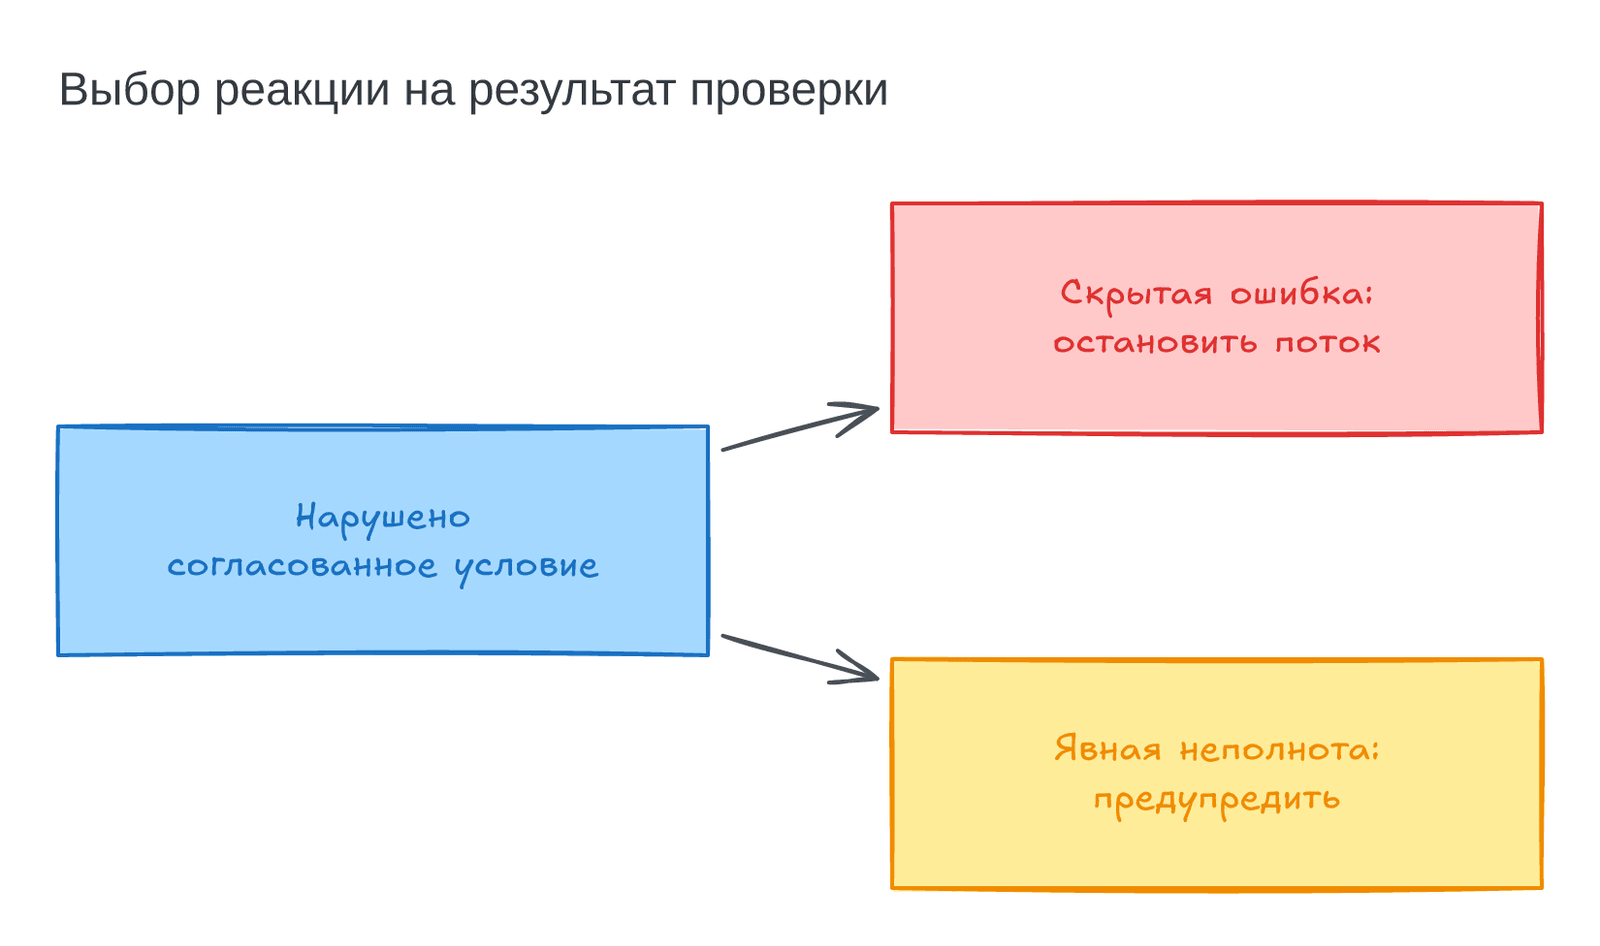 Выбор реакции на результат проверки
Скрытая ошибка:
остановить поток
Нарушено
согласованное условие
Явная неполнота:
предупредить